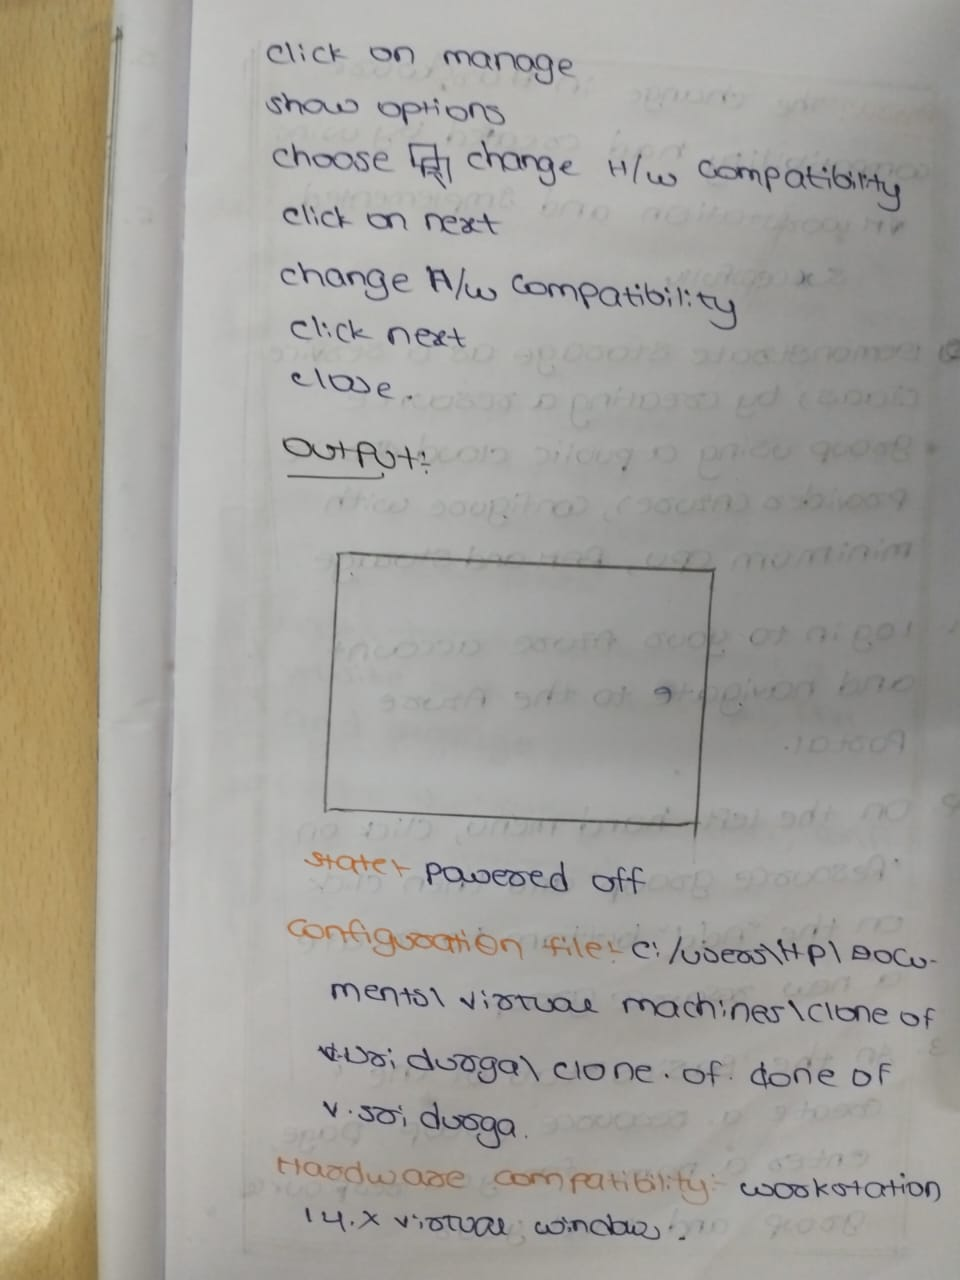 click on manage
show options
choose change H/w compatibility
click on next
change H/w compatibility
click next
close.
output:-
state:- powered off
configuration file:- c:/users\HP\Docu-
ments\ virtual machines\clone of
durga\ clone. of. clone of
v.sri durga.
Hardware compatibility:- workstation
14.x virtual window.